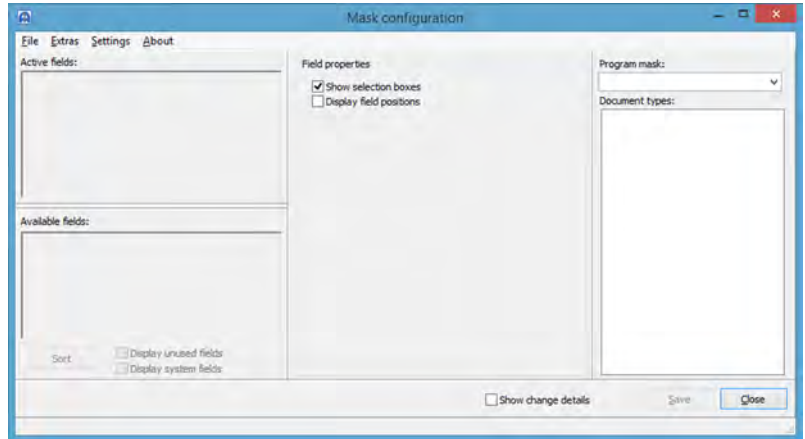 Mask configuration
File Extras Settings About
Active fields:
Available fields:
Sort
Display unused fields
Display system fields
Field properties
Show selection boxes
Display field positions
Program mask:
Document types:
Show change details
Save
Close